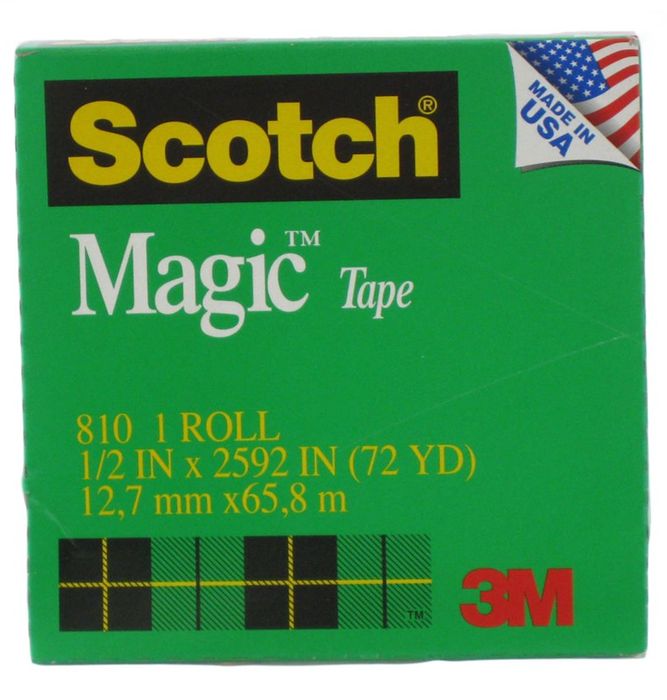 Scotch®
MADE IN
USA
Magic™ Tape
810 1 ROLL
1/2 IN x 2592 IN (72 YD)
12,7 mm x65,8 m
TM
3M